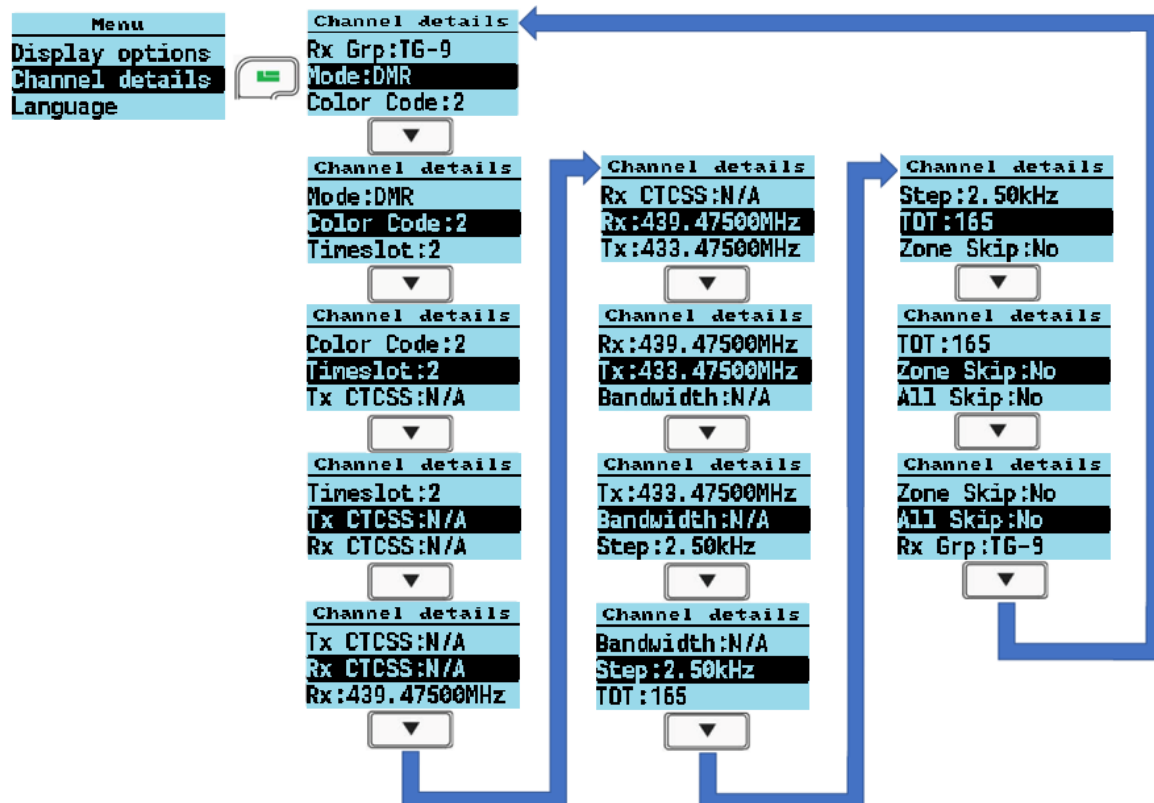 Menu
Display options
Channel details
Language
Channel details
Rx Grp:TG-9
Mode:DMR
Color Code:2
Channel details
Mode:DMR
Color Code:2
Timeslot:2
Channel details
Color Code:2
Timeslot:2
Tx CTCSS:N/A
Channel details
Timeslot:2
Tx CTCSS:N/A
Rx CTCSS:N/A
Channel details
Tx CTCSS:N/A
Rx CTCSS:N/A
Rx:439.47500MHz
Channel details
Rx CTCSS:N/A
Rx:439.47500MHz
Tx:433.47500MHz
Channel details
Rx:439.47500MHz
Tx:433.47500MHz
Bandwidth:N/A
Channel details
Tx:433.47500MHz
Bandwidth:N/A
Step:2.50kHz
Channel details
Bandwidth:N/A
Step:2.50kHz
TOT:165
Channel details
Step:2.50kHz
TOT:165
Zone Skip:No
Channel details
TOT:165
Zone Skip:No
All Skip:No
Channel details
Zone Skip:No
All Skip:No
Rx Grp:TG-9